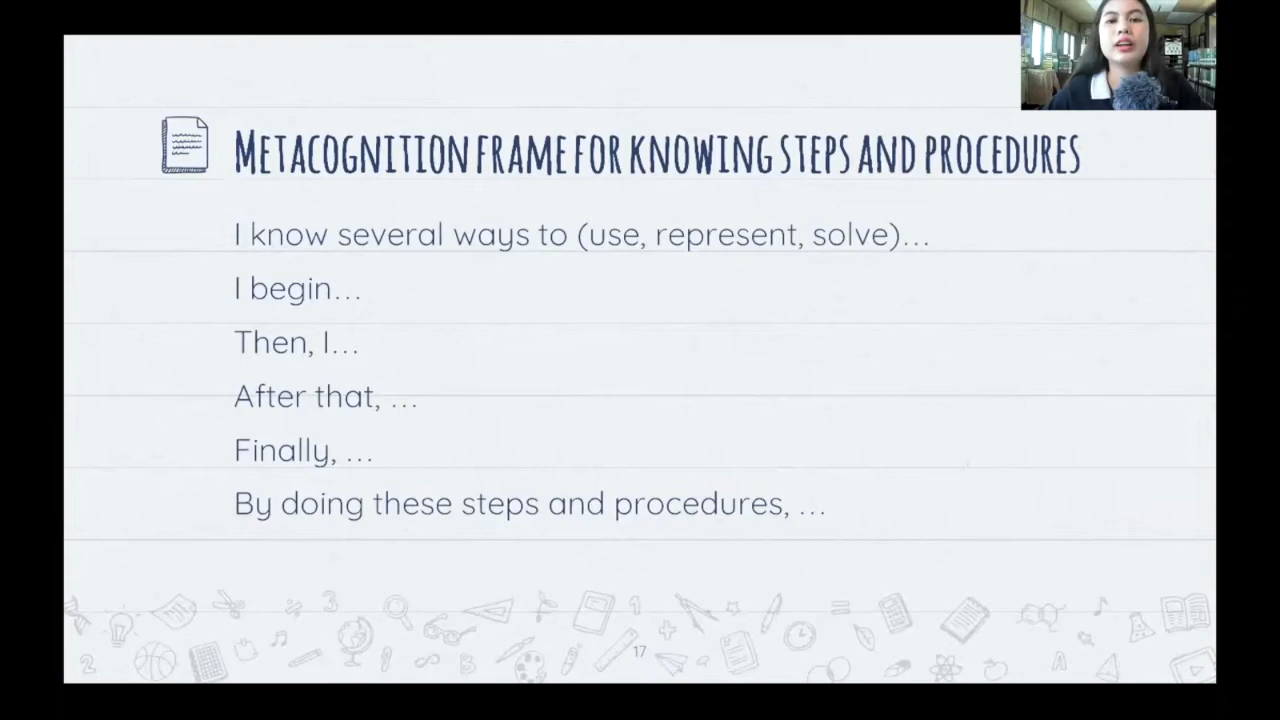 Metacognition frame for knowing steps and procedures
I know several ways to (use, represent, solve)...
I begin...
Then, I...
After that, ...
Finally, ...
By doing these steps and procedures, ...
17